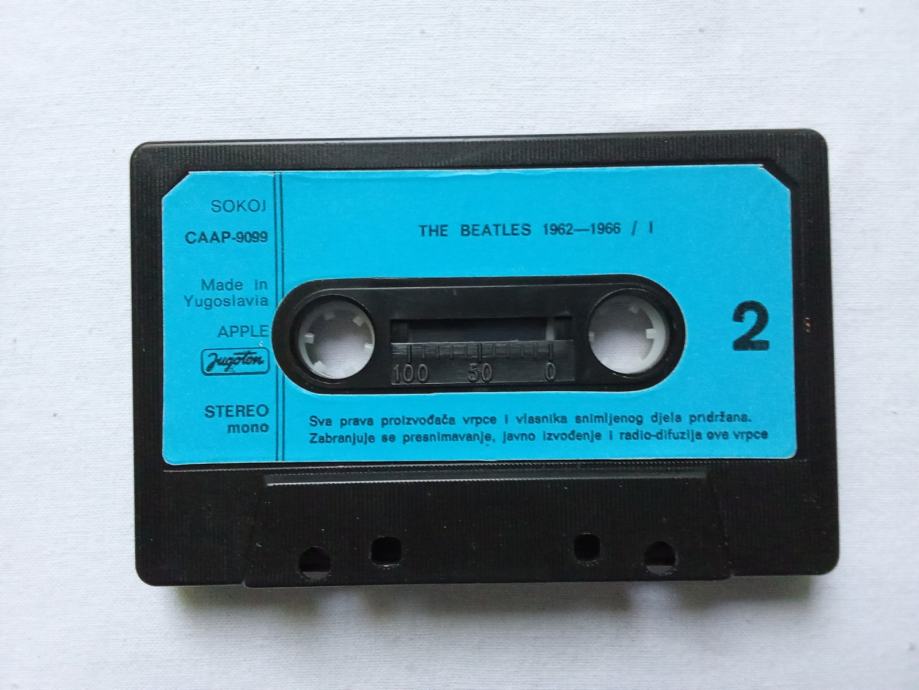 SOKOJ
CAAP-9099
Made in
Yugoslavia
APPLE
Jugoton
STEREO
mono
THE BEATLES 1962—1966 / I
2
100 50 0
Sva prava proizvođača vrpce i vlasnika snimljenog djela pridržana.
Zabranjuje se presnimavanje, javno izvođenje i radio-difuzija ove vrpce